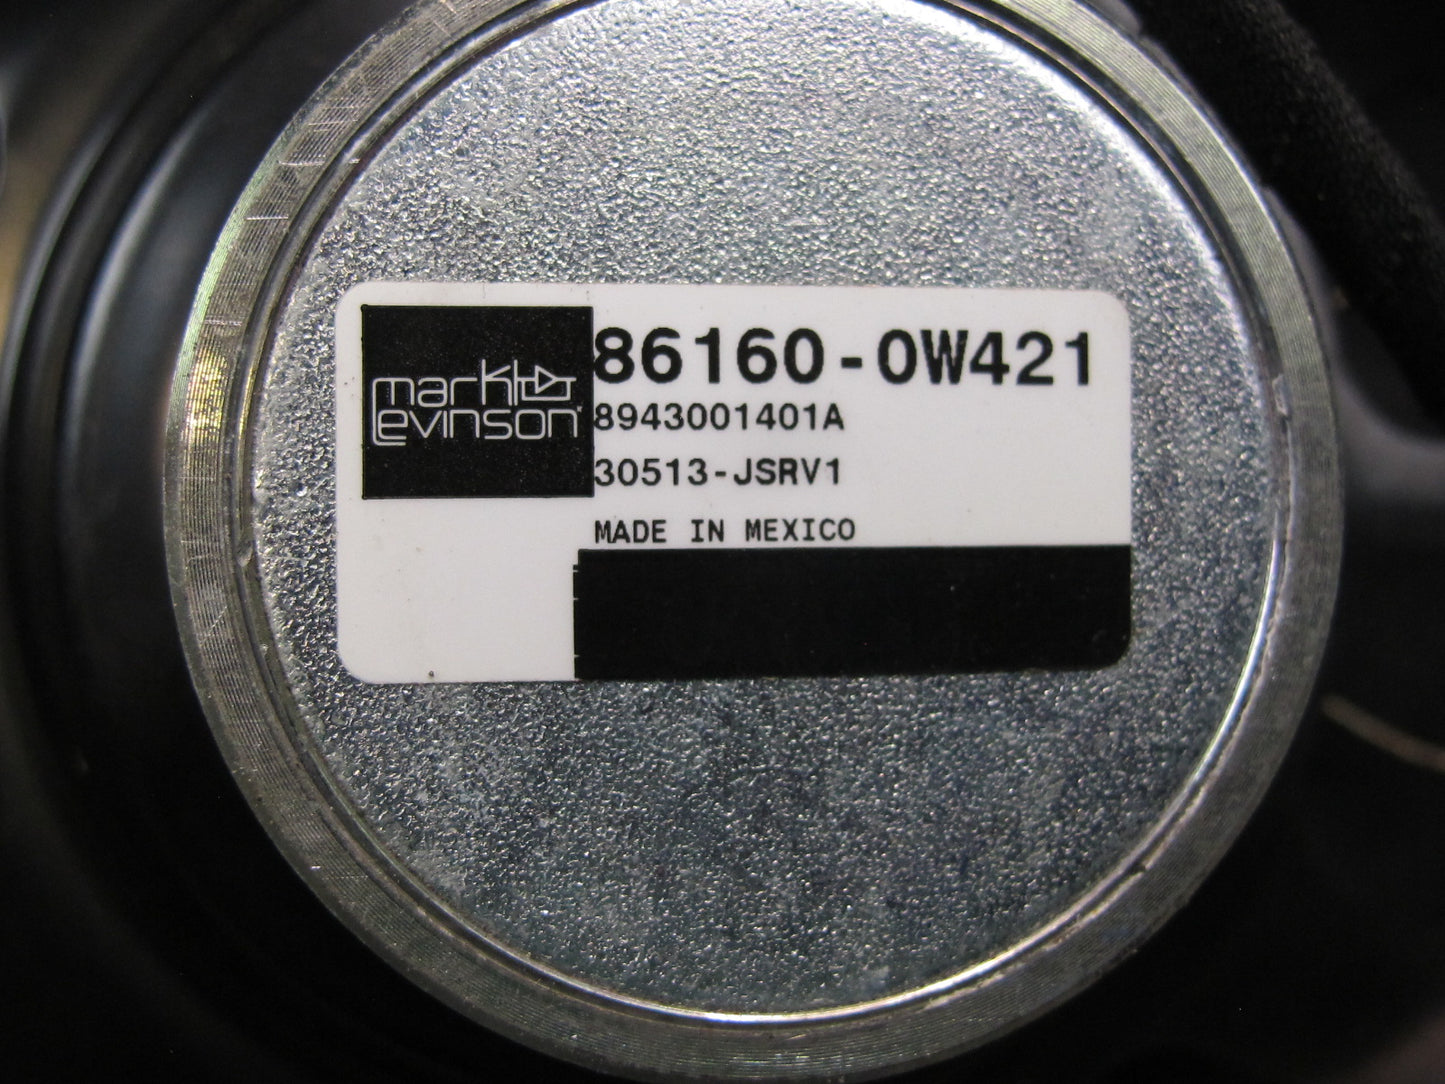 mark
Levinson
86160-0W421
8943001401A
30513-JSRV1
MADE IN MEXICO